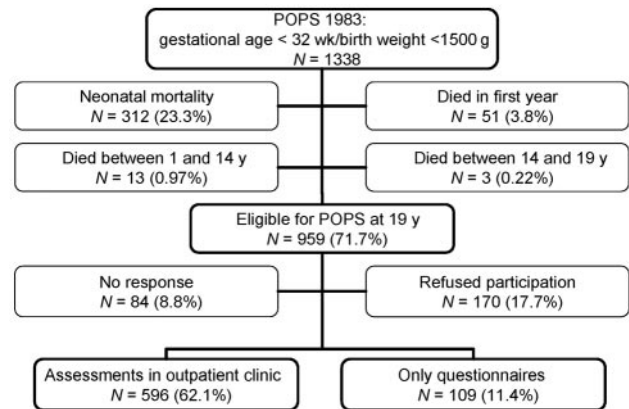 POPS 1983:
gestational age < 32 wk/birth weight <1500 g
N = 1338
Neonatal mortality
N = 312 (23.3%)
Died in first year
N = 51 (3.8%)
Died between 1 and 14 y
N = 13 (0.97%)
Died between 14 and 19 y
N = 3 (0.22%)
Eligible for POPS at 19 y
N = 959 (71.7%)
No response
N = 84 (8.8%)
Refused participation
N = 170 (17.7%)
Assessments in outpatient clinic
N = 596 (62.1%)
Only questionnaires
N = 109 (11.4%)